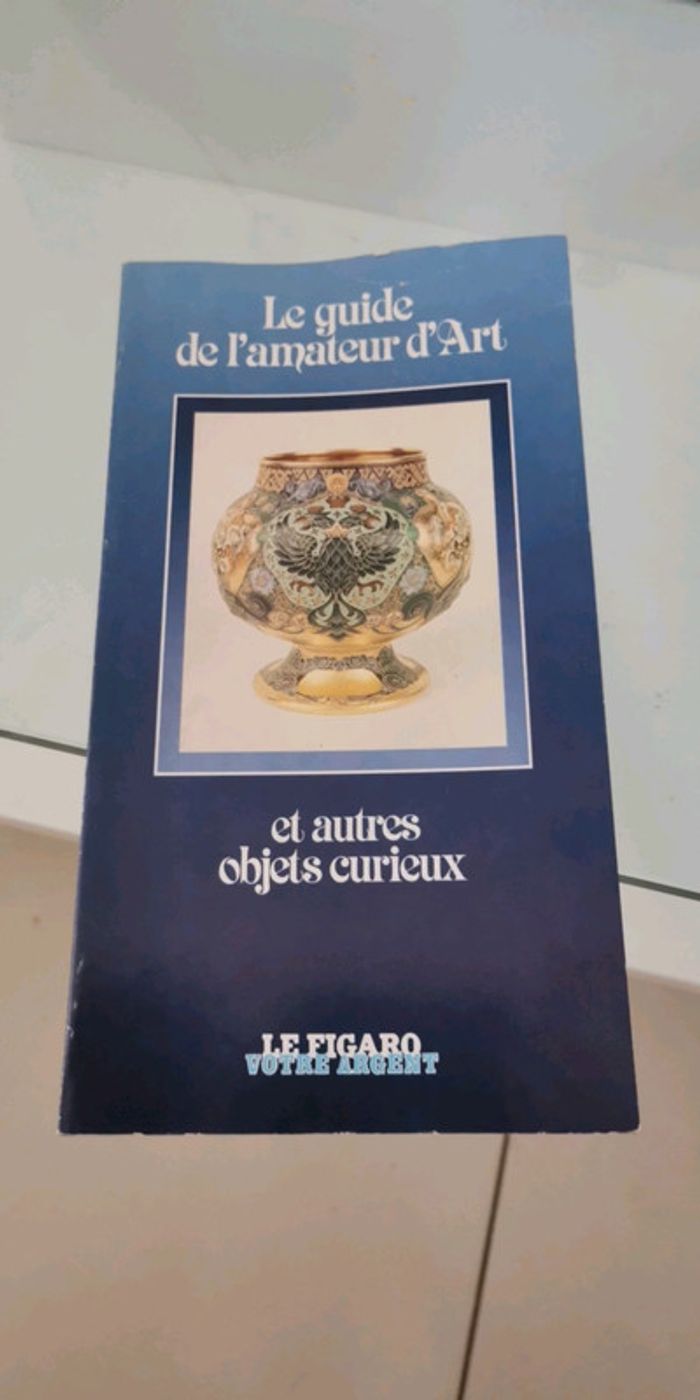 Le guide
de l'amateur d'Art
et autres
objets curieux
LE FIGARO
VOTRE ARGENT